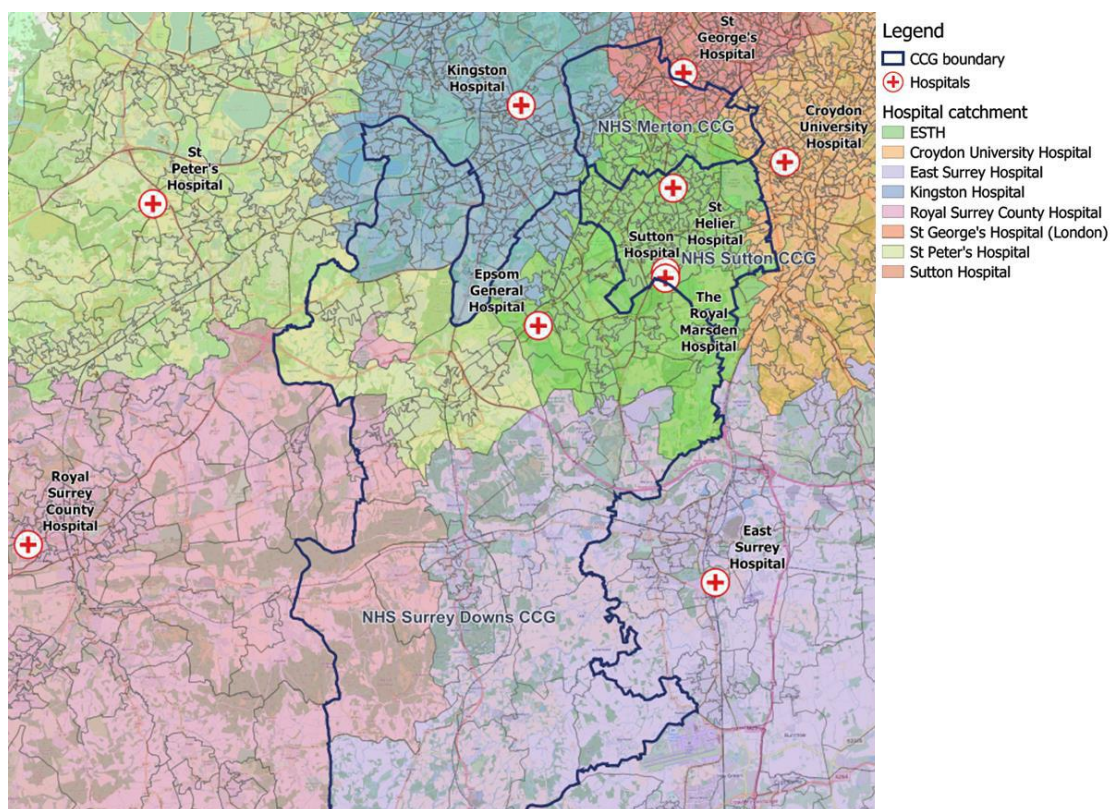 St
George's
Hospital
Kingston
Hospital
NHS Merton CCG
Croydon
University
Hospital
St
Peter's
Hospital
St
Helier
Hospital
Sutton
Hospital
NHS Sutton CCG
Epsom
General
Hospital
The
Royal
Marsden
Hospital
Royal
Surrey
County
Hospital
East
Surrey
Hospital
NHS Surrey Downs CCG
Legend
CCG boundary
Hospitals
Hospital catchment
ESTH
Croydon University Hospital
East Surrey Hospital
Kingston Hospital
Royal Surrey County Hospital
St George's Hospital (London)
St Peter's Hospital
Sutton Hospital